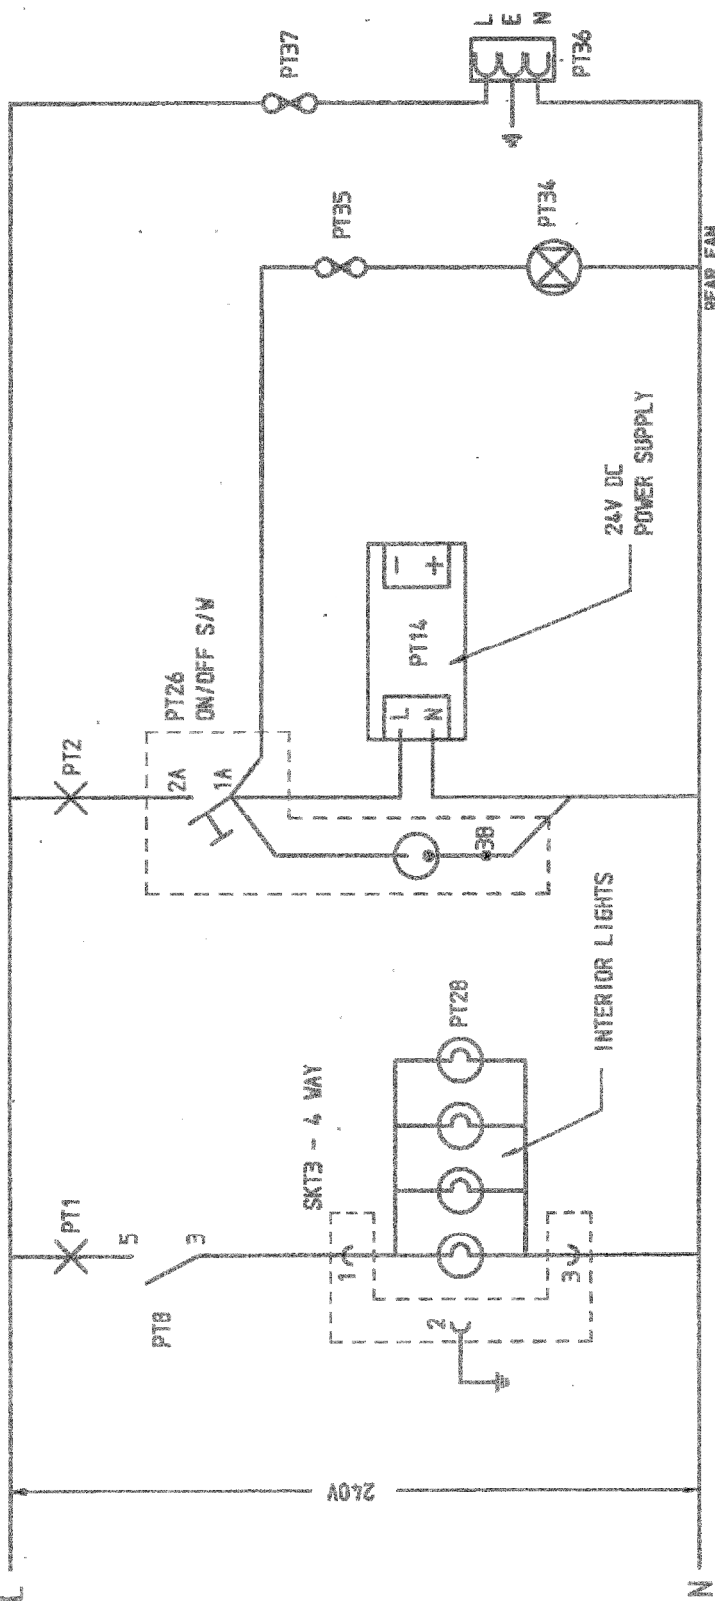 L
240V
N
PT1
5
3
PT8
SKT3 - 4 WAY
1
2
3
PT28
INTERIOR LIGHTS
PT2
PT26
ON/OFF S/W
2A
1A
3B
L
N
PT14
-
+
24V DC
POWER SUPPLY
PT35
PT34
REAR FAN
PT37
L
E
N
PT36